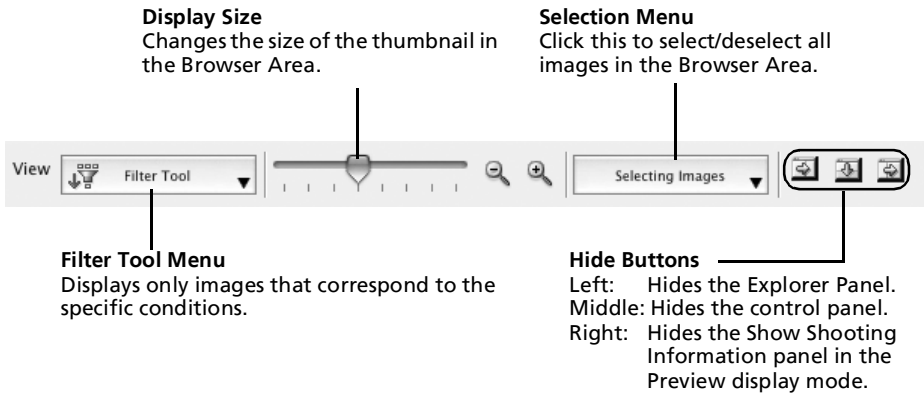 Display Size
Changes the size of the thumbnail in
the Browser Area.
Selection Menu
Click this to select/deselect all
images in the Browser Area.
View
Filter Tool
Selecting Images
Filter Tool Menu
Displays only images that correspond to the
specific conditions.
Hide Buttons
Left: Hides the Explorer Panel.
Middle: Hides the control panel.
Right: Hides the Show Shooting
Information panel in the
Preview display mode.